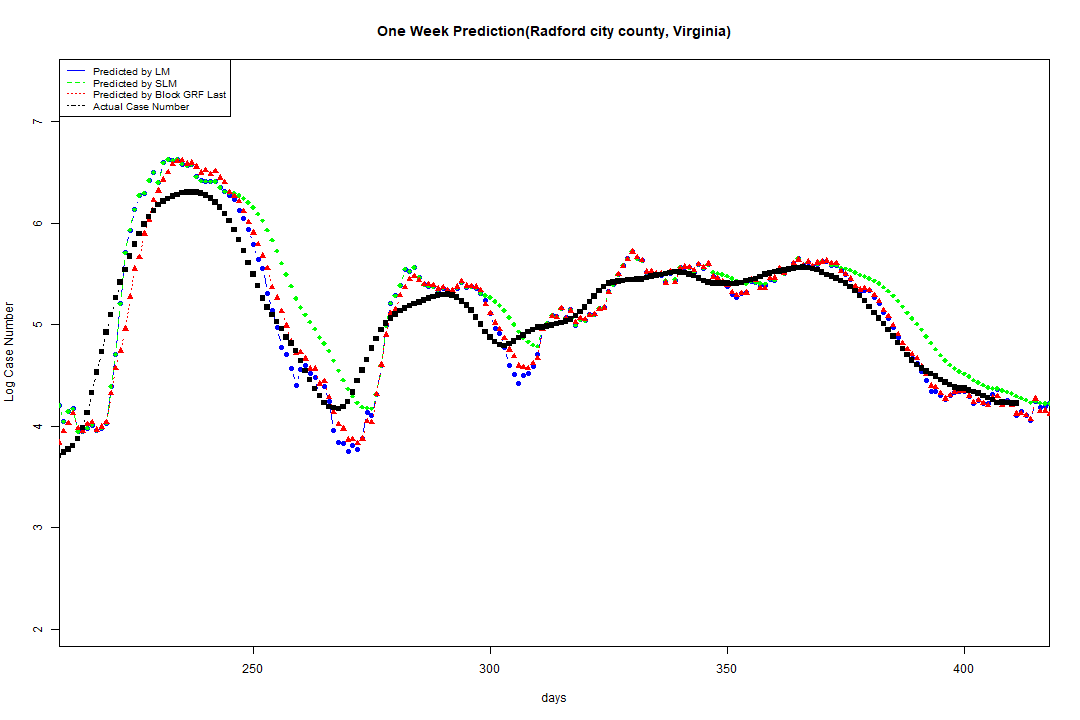 One Week Prediction(Radford city county, Virginia)
Predicted by LM
Predicted by SLM
Predicted by Block GRF Last
Actual Case Number
Log Case Number
7
6
5
4
3
2
250 300 350 400
days